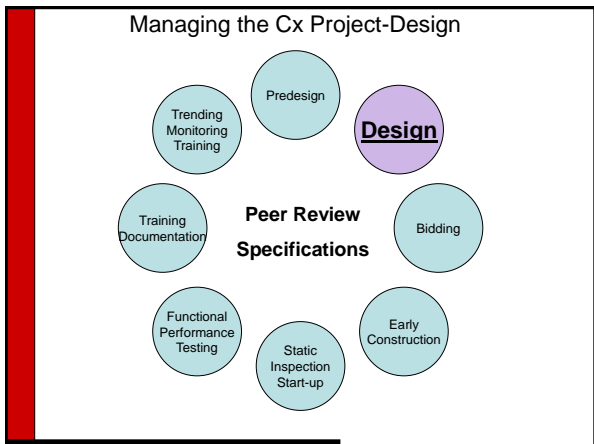 Managing the Cx Project-Design
Predesign
Design
Bidding
Early
Construction
Static
Inspection
Start-up
Functional
Performance
Testing
Training
Documentation
Trending
Monitoring
Training
Peer Review
Specifications